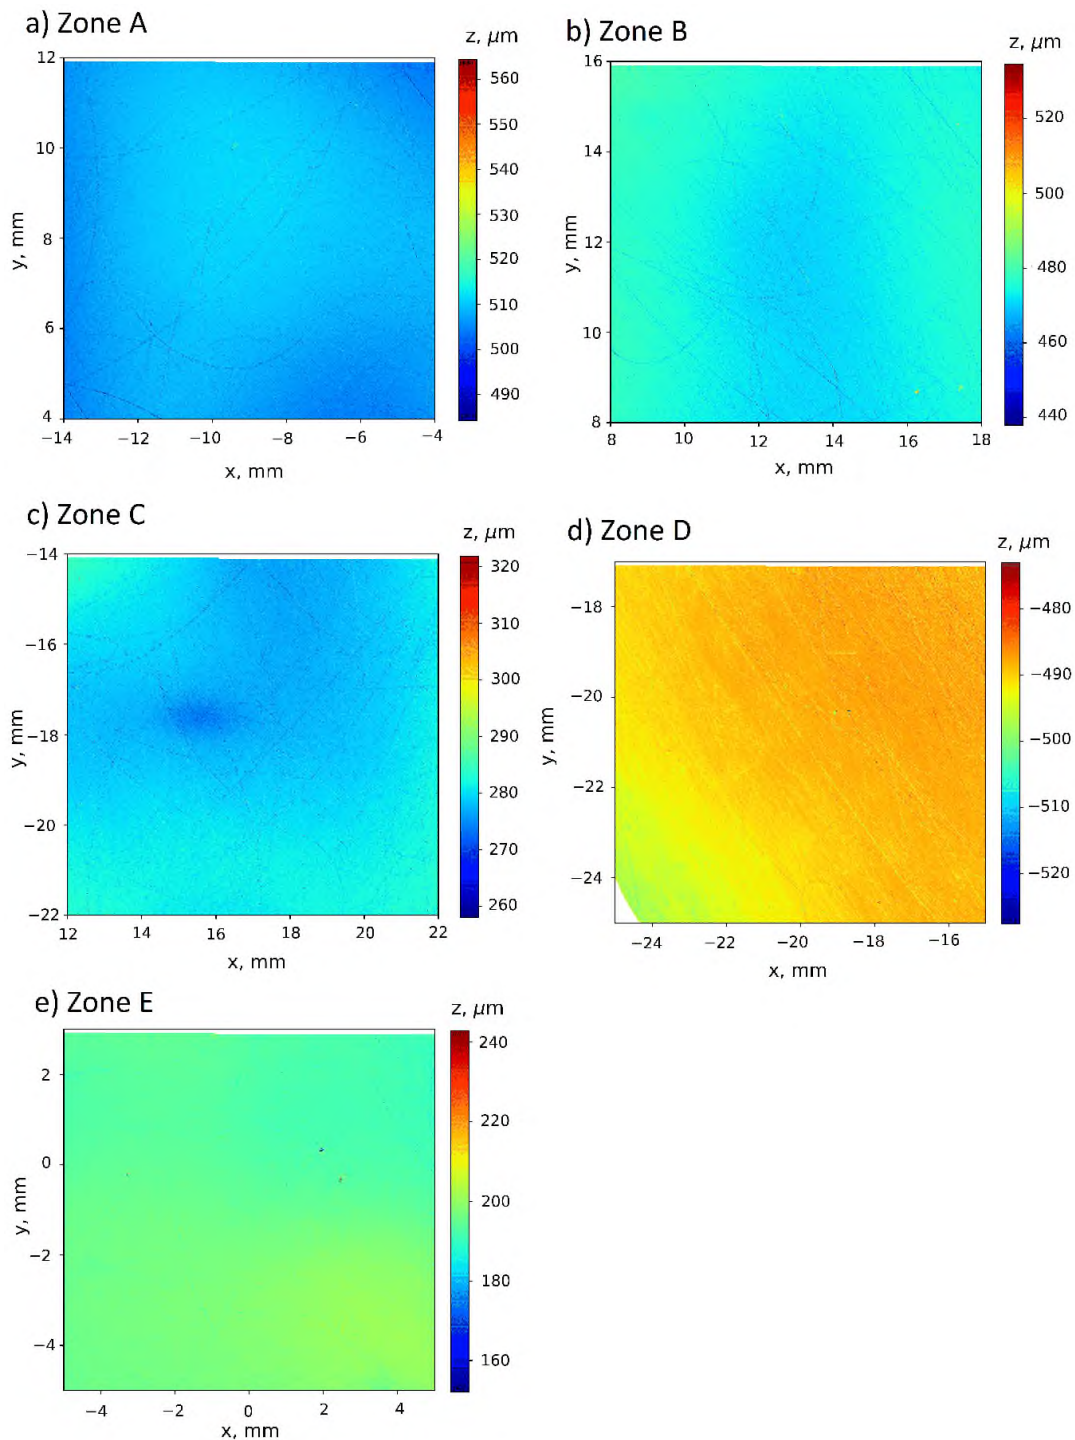 a) Zone A
z, μm
12
10
8
6
4
y, mm
−14 −12 −10 −8 −6 −4
x, mm
560
550
540
530
520
510
500
490
b) Zone B
z, μm
16
14
12
10
8
y, mm
8 10 12 14 16 18
x, mm
520
500
480
460
440
c) Zone C
z, μm
−14
−16
−18
−20
−22
y, mm
12 14 16 18 20 22
x, mm
320
310
300
290
280
270
260
d) Zone D
z, μm
−18
−20
−22
−24
y, mm
−24 −22 −20 −18 −16
x, mm
−480
−490
−500
−510
−520
e) Zone E
z, μm
2
0
−2
−4
y, mm
−4 −2 0 2 4
x, mm
240
220
200
180
160